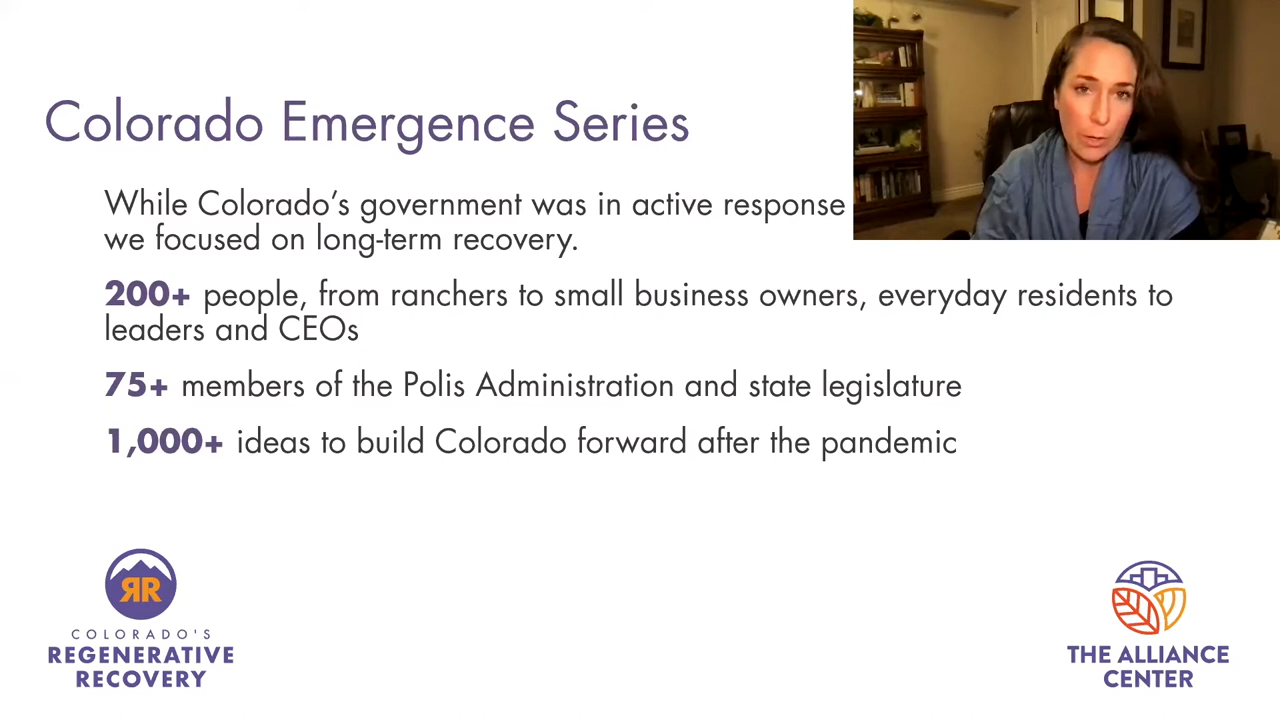 Colorado Emergence Series
While Colorado's government was in active response
we focused on long-term recovery.
200+ people, from ranchers to small business owners, everyday residents to
leaders and CEOs
75+ members of the Polis Administration and state legislature
1,000+ ideas to build Colorado forward after the pandemic
RR
COLORADO'S
REGENERATIVE
RECOVERY
THE ALLIANCE
CENTER